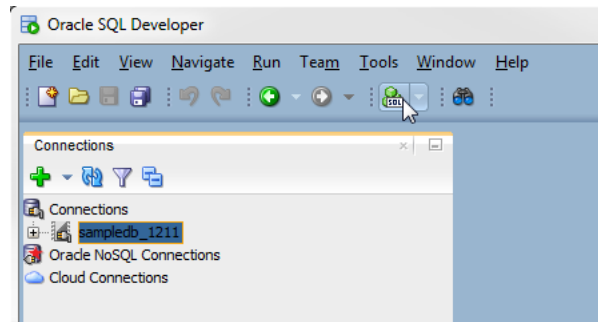 Oracle SQL Developer
File Edit View Navigate Run Team Tools Window Help
SQL
Connections
Connections
sampledb_1211
Oracle NoSQL Connections
Cloud Connections